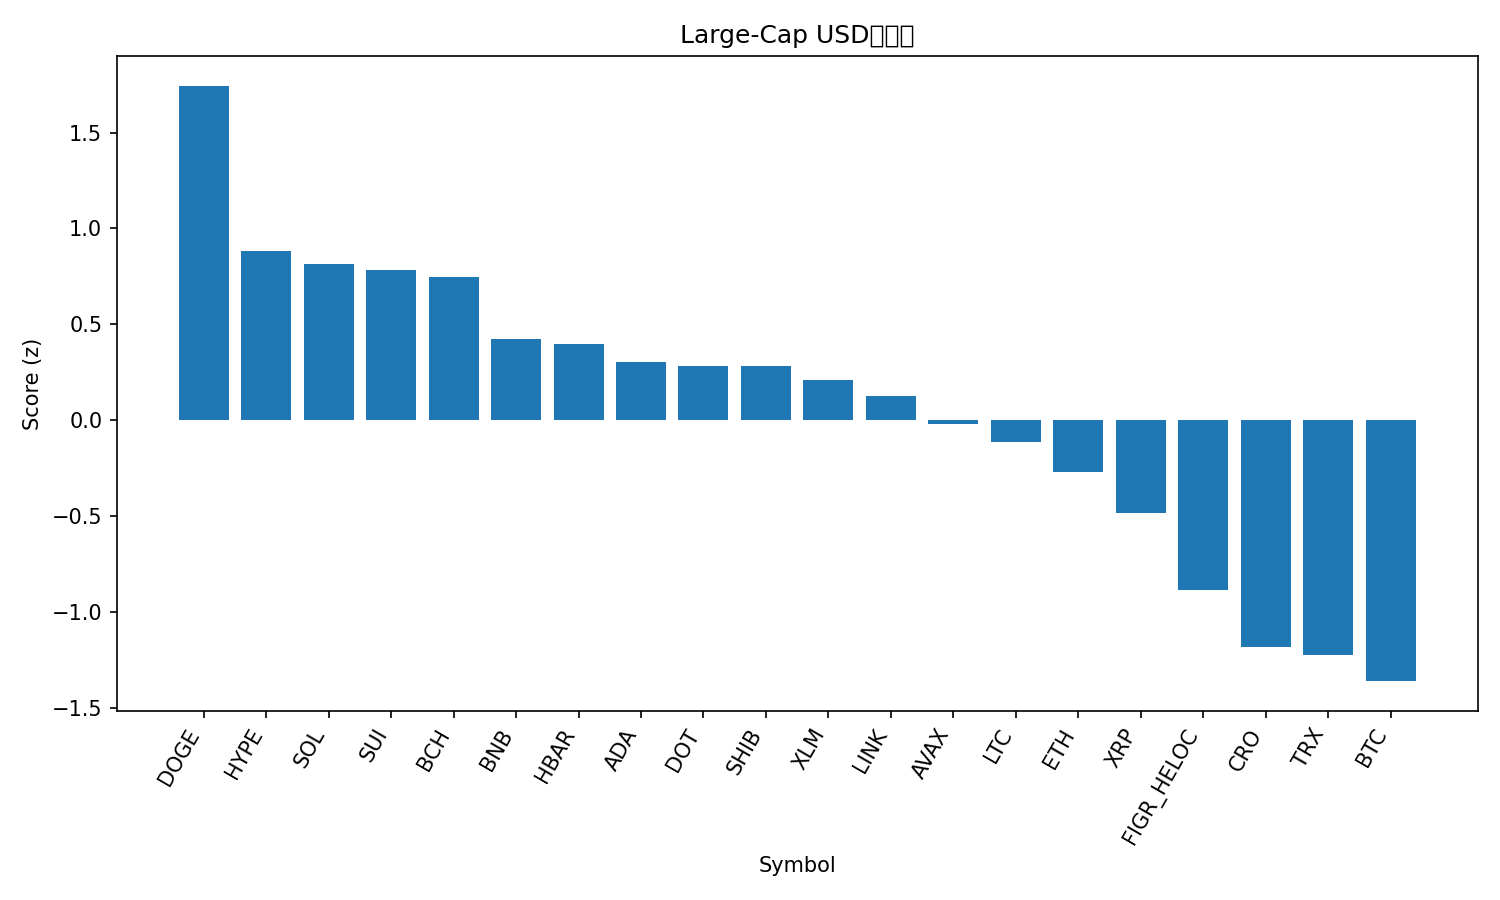 Large-Cap USD
Score (z)
1.5
1.0
0.5
0.0
−0.5
−1.0
−1.5
DOGE
HYPE
SOL
SUI
BCH
BNB
HBAR
ADA
DOT
SHIB
XLM
LINK
AVAX
LTC
ETH
XRP
FIGR_HELOC
CRO
TRX
BTC
Symbol